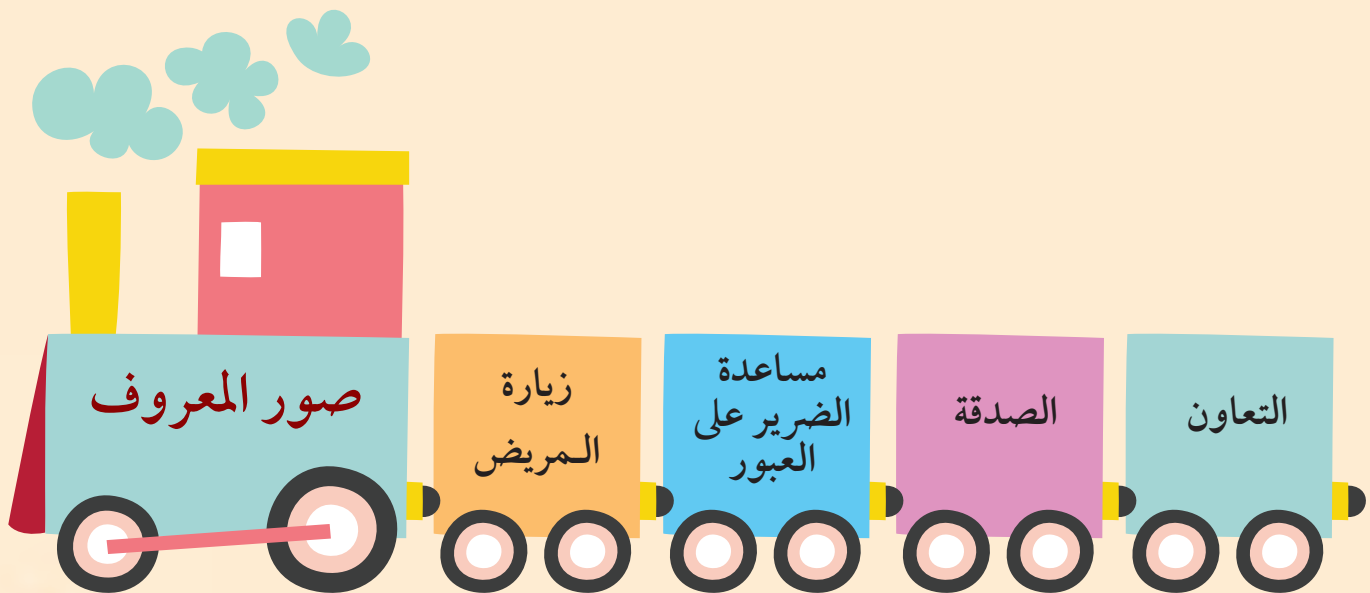 صور المعروف
زيارة
المريض
مساعدة
الضرير على
العبور
الصدقة
التعاون